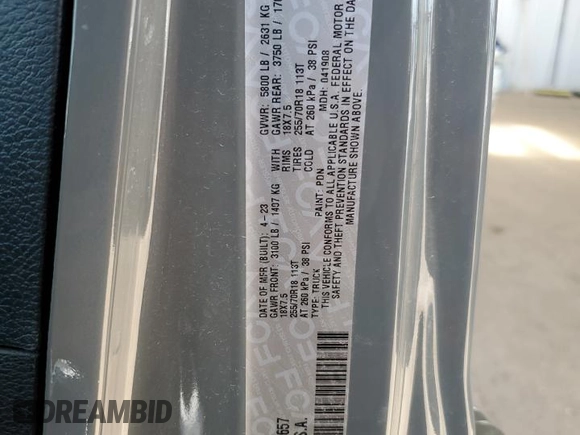 GVWR: 5800 LB / 2631 KG
DATE OF MFR (BUILT): 4-23
GAWR FRONT: 3100 LB / 1407 KG WITH GAWR REAR: 3750 LB /
18X7.5 RIMS 18X7.5
255/70R18 113T TIRES 255/70R18 113T
AT 260 kPa / 38 PSI COLD AT 260 kPa / 38 PSI
TYPE: TRUCK PAINT: PDN MDH: 041908
THIS VEHICLE CONFORMS TO ALL APPLICABLE U.S.A. FEDERAL MOTOR
SAFETY AND THEFT PREVENTION STANDARDS IN EFFECT ON THE DA
MANUFACTURE SHOWN ABOVE.
657
S.A.
IDREAMBID